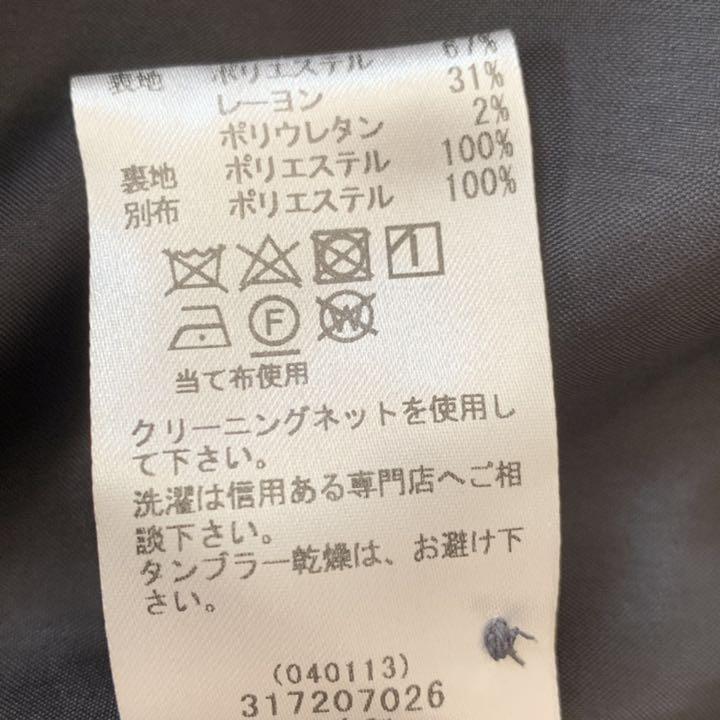 表地 ポリエステル 67%
レーヨン 31%
ポリウレタン 2%
裏地 ポリエステル 100%
別布 ポリエステル 100%
F W
当て布使用
クリーニングネットを使用し
て下さい。
洗濯は信用ある専門店へご相
談下さい。
タンブラー乾燥は、お避け下
さい。
(040113)
317207026